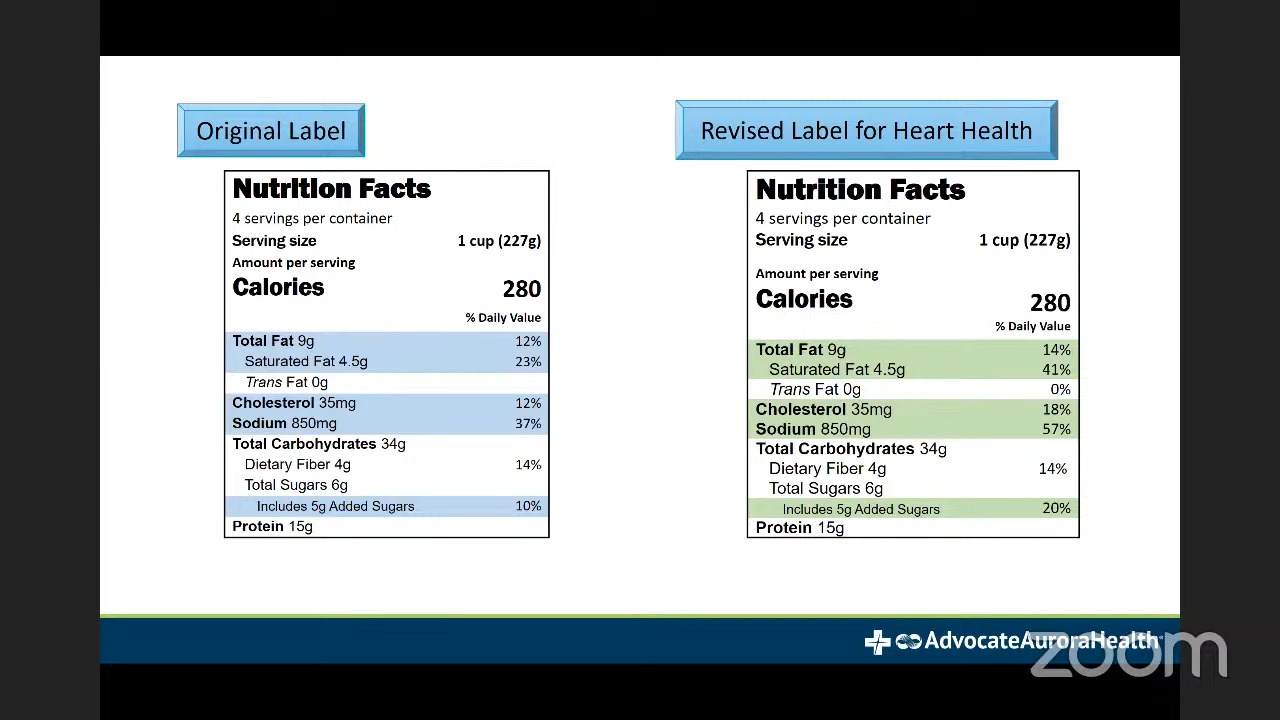 Original Label
Nutrition Facts
4 servings per container
Serving size 1 cup (227g)
Amount per serving
Calories 280
% Daily Value
Total Fat 9g 12%
Saturated Fat 4.5g 23%
Trans Fat 0g
Cholesterol 35mg 12%
Sodium 850mg 37%
Total Carbohydrates 34g
Dietary Fiber 4g 14%
Total Sugars 6g
Includes 5g Added Sugars 10%
Protein 15g
Revised Label for Heart Health
Nutrition Facts
4 servings per container
Serving size 1 cup (227g)
Amount per serving
Calories 280
% Daily Value
Total Fat 9g 14%
Saturated Fat 4.5g 41%
Trans Fat 0g 0%
Cholesterol 35mg 18%
Sodium 850mg 57%
Total Carbohydrates 34g
Dietary Fiber 4g 14%
Total Sugars 6g
Includes 5g Added Sugars 20%
Protein 15g
AdvocateAuroraHealth
zoom